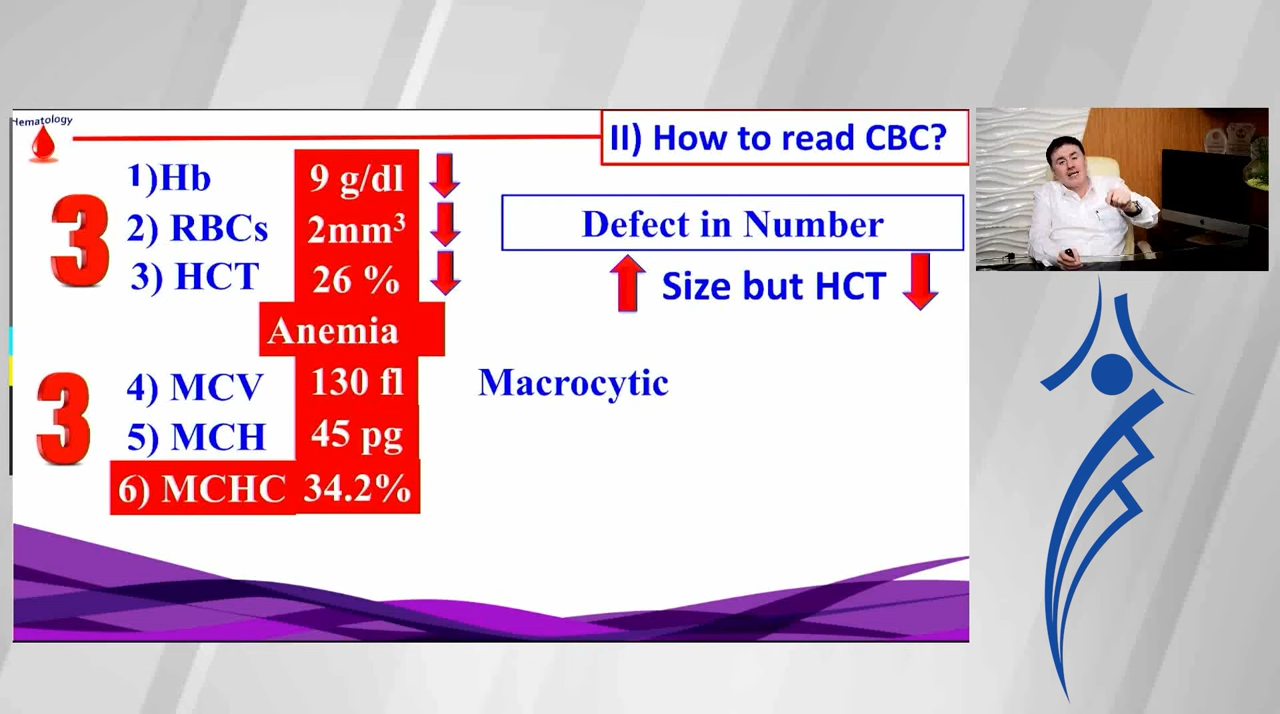 Hematology
II) How to read CBC?
3
1)Hb 9 g/dl
2) RBCs 2mm³
3) HCT 26 %
Anemia
Defect in Number
Size but HCT
3
4) MCV 130 fl Macrocytic
5) MCH 45 pg
6) MCHC 34.2%